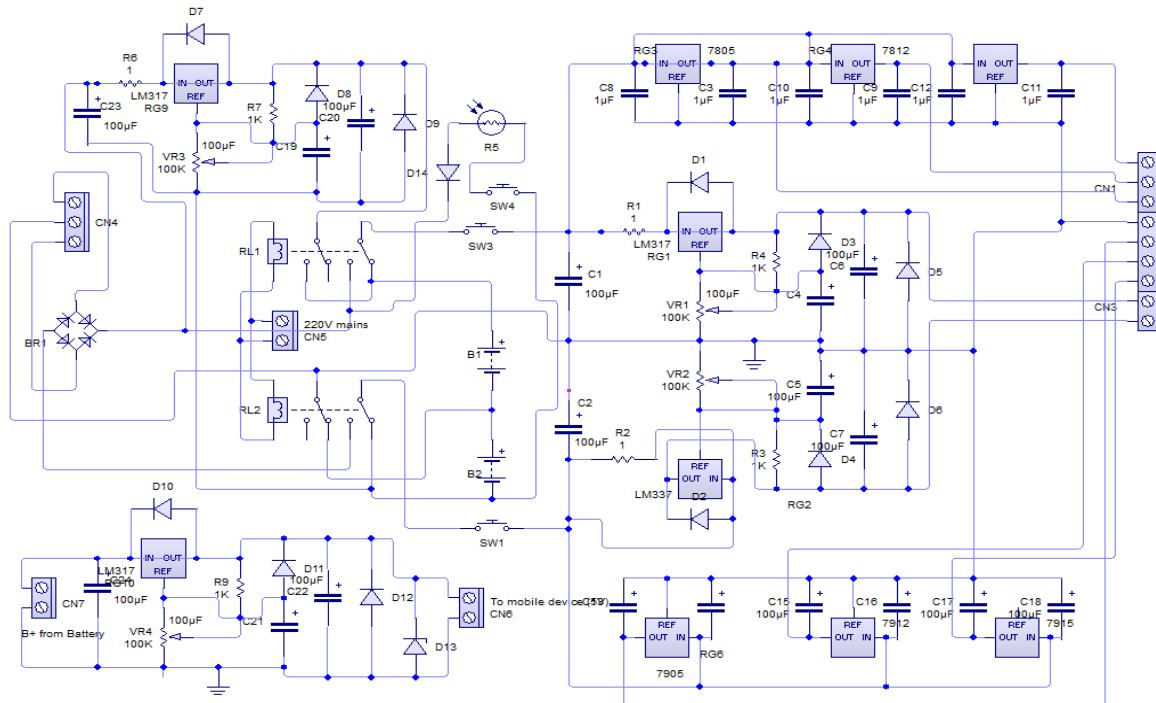 D7
R6
1
IN OUT
REF
LM317
RG9
C23
100µF
R7
1K
D8
100µF
C20
D9
VR3
100K
100µF
C19
R5
D14
SW4
SW3
CN4
RL1
220V mains
CN5
BR1
RL2
B1
B2
SW1
RG3
7805
IN OUT
REF
C8
1µF
C3
1µF
RG4
7812
IN OUT
REF
C10
1µF
C9
1µF
C12
1µF
IN OUT
REF
C11
1µF
CN1
CN3
D1
R1
1
IN OUT
REF
LM317
RG1
C1
100µF
R4
1K
D3
100µF
C6
D5
VR1
100K
100µF
C4
VR2
100K
C5
100µF
D6
C2
100µF
R2
1
REF
OUT IN
LM337
D2
R3
1K
C7
100µF
D4
RG2
D10
IN OUT
REF
LM317
RG10
C24
100µF
CN7
B+ from Battery
R9
1K
D11
100µF
C22
D12
VR4
100K
100µF
C21
To mobile device (5V)
CN6
D13
REF
OUT IN
7905
RG6
C15
100µF
C16
7912
REF
OUT IN
C17
100µF
C18
7915
100µF
REF
OUT IN